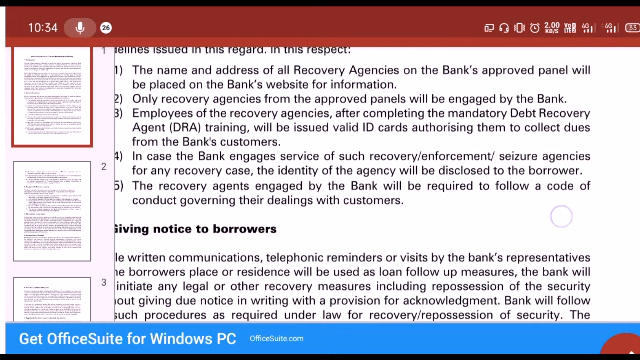 10:34
26
2.00
KB/S
4G
4G
1
delines issued in this regard. In this respect:
1) The name and address of all Recovery Agencies on the Bank's approved panel will
be placed on the Bank's website for information.
2) Only recovery agencies from the approved panels will be engaged by the Bank.
3) Employees of the recovery agencies, after completing the mandatory Debt Recovery
Agent (DRA) training, will be issued valid ID cards authorising them to collect dues
from the Bank's customers.
4) In case the Bank engages service of such recovery/enforcement/ seizure agencies
for any recovery case, the identity of the agency will be disclosed to the borrower.
5) The recovery agents engaged by the Bank will be required to follow a code of
conduct governing their dealings with customers.
2
Giving notice to borrowers
le written communications, telephonic reminders or visits by the bank's representatives
he borrowers place or residence will be used as loan follow up measures, the bank will
initiate any legal or other recovery measures including repossession of the security
3
hout giving due notice in writing with a provision for acknowledgment. Bank will follow
such procedures as required under law for recovery/repossession of security. The
Get OfficeSuite for Windows PC
OfficeSuite.com